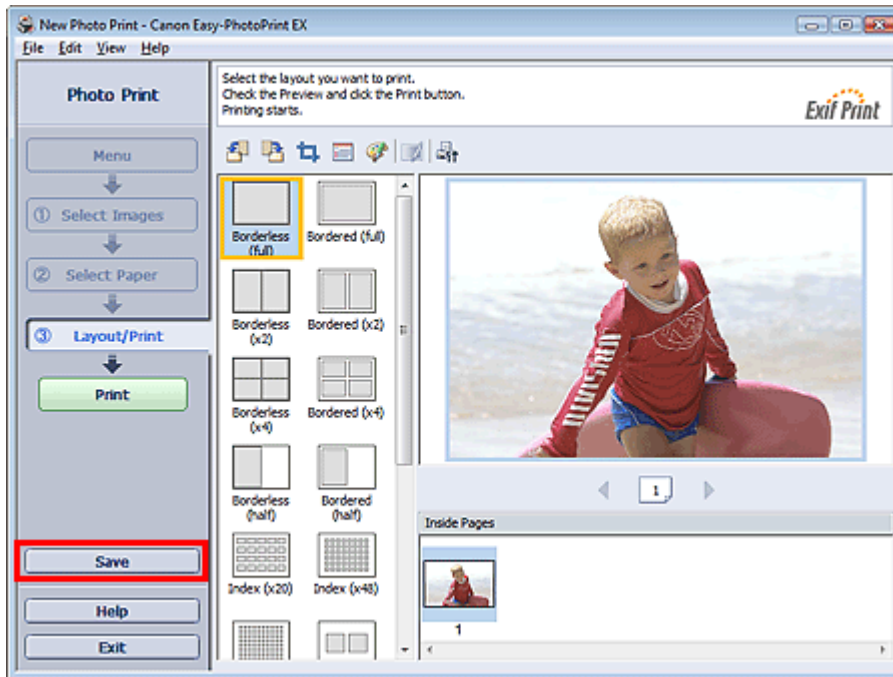 New Photo Print - Canon Easy-PhotoPrint EX
File Edit View Help
Photo Print
Select the layout you want to print.
Check the Preview and click the Print button.
Printing starts.
Exif Print
Menu
① Select Images
② Select Paper
③ Layout/Print
Print
Save
Help
Exit
Borderless
(full)
Bordered (full)
Borderless
(x2)
Bordered (x2)
Borderless
(x4)
Bordered (x4)
Borderless
(half)
Bordered
(half)
Index (x20)
Index (x48)
1
Inside Pages
1